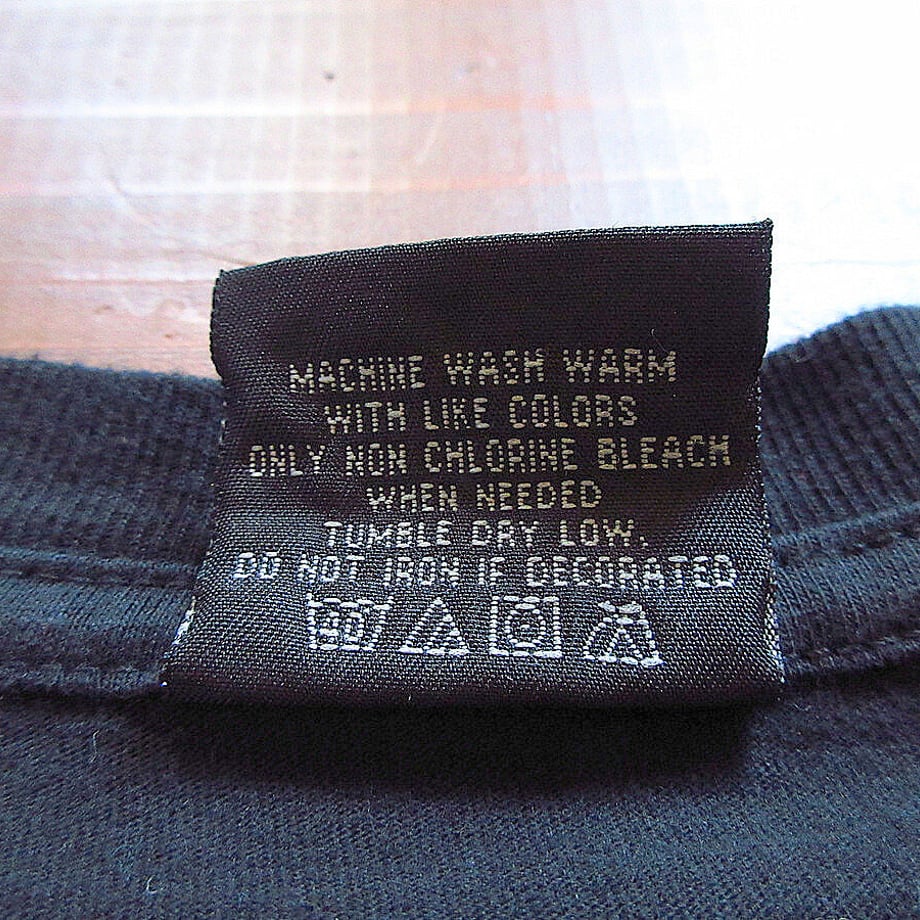 MACHINE WASH WARM
WITH LIKE COLORS
ONLY NON CHLORINE BLEACH
WHEN NEEDED
TUMBLE DRY LOW.
DO NOT IRON IF DECORATED